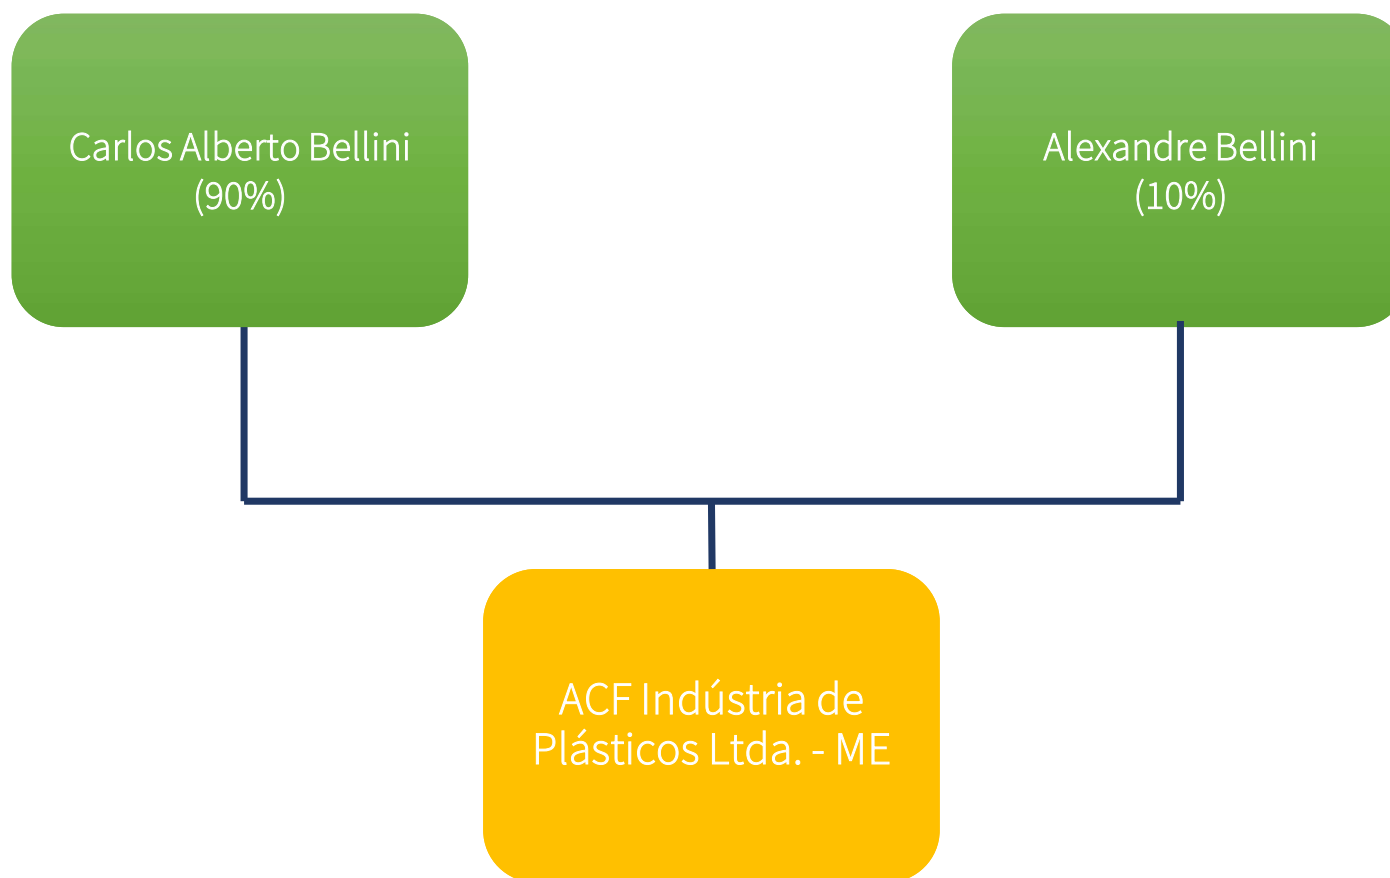 Carlos Alberto Bellini
(90%)
Alexandre Bellini
(10%)
ACF Indústria de
Plásticos Ltda. - ME